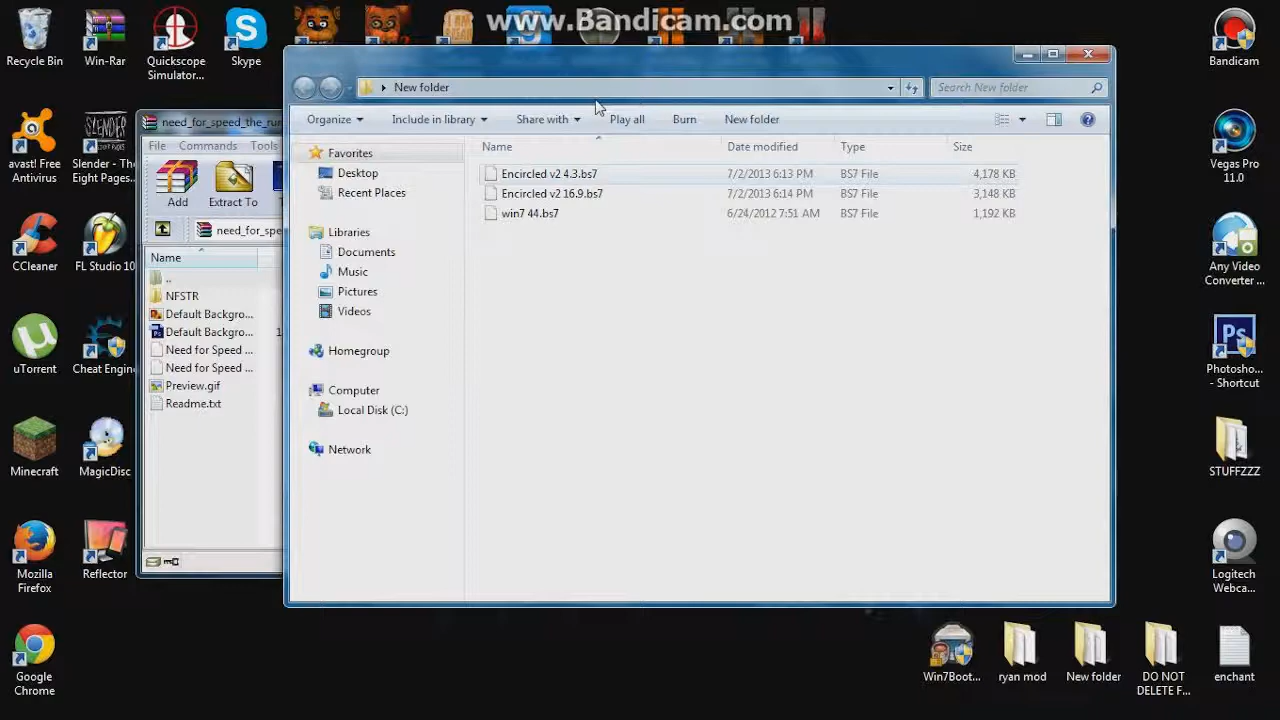 www.Bandicam.com
Recycle Bin
Win-Rar
Quickscope
Simulator...
Skype
Bandicam
New folder
Search New folder
Organize
Include in library
Share with
Play all
Burn
New folder
Name
Date modified
Type
Size
Encircled v2 4.3.bs7
7/2/2013 6:13 PM
BS7 File
4,178 KB
Encircled v2 16.9.bs7
7/2/2013 6:14 PM
BS7 File
3,148 KB
win7 44.bs7
6/24/2012 7:51 AM
BS7 File
1,192 KB
Favorites
Desktop
Recent Places
Libraries
Documents
Music
Pictures
Videos
Homegroup
Computer
Local Disk (C:)
Network
need_for_speed_the_run
File
Commands
Tools
Add
Extract To
need_for_spe
Name
..
NFSTR
Default Backgro...
Default Backgro...
1
Need for Speed ...
Need for Speed ...
Preview.gif
Readme.txt
avast! Free
Antivirus
SLENDER
Slender - The
Eight Pages...
CCleaner
FL Studio 10
uTorrent
Cheat Engine
Minecraft
MagicDisc
Mozilla
Firefox
Reflector
Google
Chrome
Vegas Pro
11.0
Any Video
Converter ...
Ps
Photosho...
- Shortcut
STUFFZZZ
Logitech
Webca...
Win7Boot...
ryan mod
New folder
DO NOT
DELETE F...
enchant